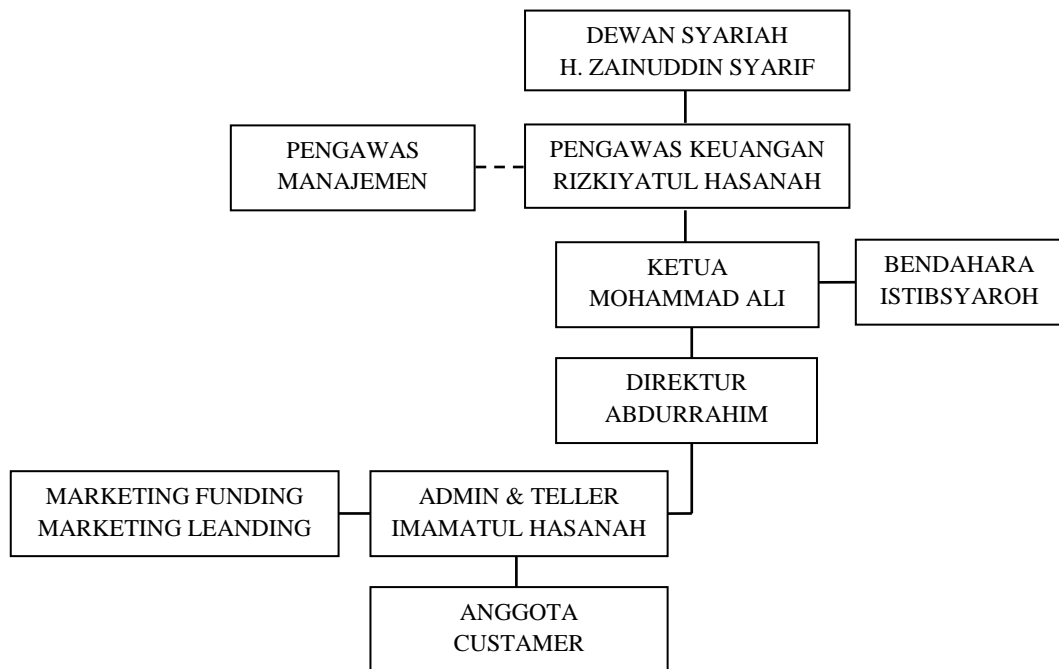 DEWAN SYARIAH
H. ZAINUDDIN SYARIF
PENGAWAS
MANAJEMEN
PENGAWAS KEUANGAN
RIZKIYATUL HASANAH
KETUA
MOHAMMAD ALI
BENDAHARA
ISTIBSYAROH
DIREKTUR
ABDURRAHIM
MARKETING FUNDING
MARKETING LEANDING
ADMIN & TELLER
IMAMATUL HASANAH
ANGGOTA
CUSTAMER